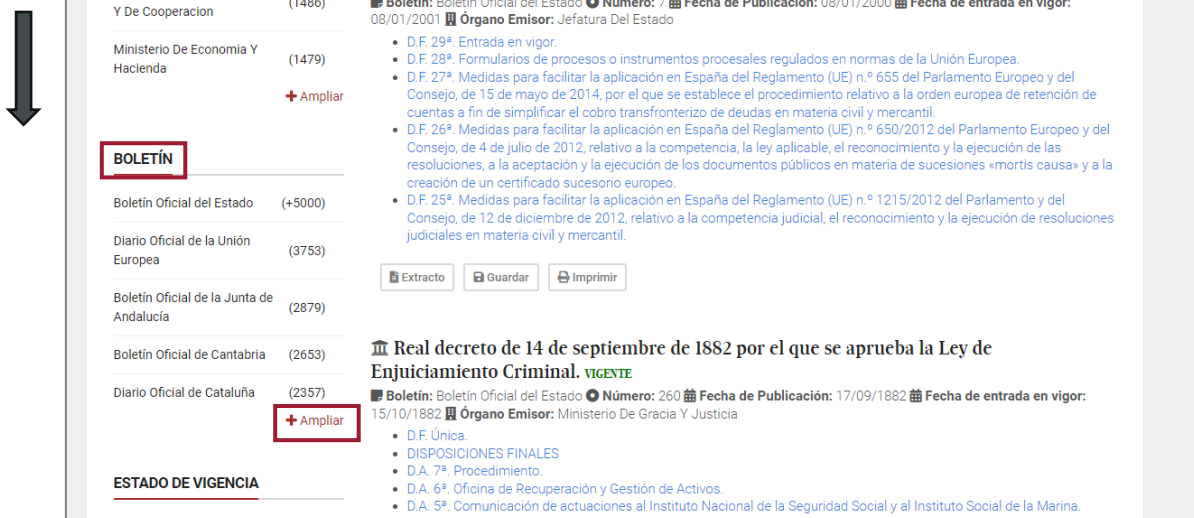 Y De Cooperacion (1486)
Ministerio De Economia Y
Hacienda (1479)
+ Ampliar
BOLETÍN
Boletín Oficial del Estado (+5000)
Diario Oficial de la Unión
Europea (3753)
Boletín Oficial de la Junta de
Andalucía (2879)
Boletín Oficial de Cantabria (2653)
Diario Oficial de Cataluña (2357)
+ Ampliar
ESTADO DE VIGENCIA
Boletín: Boletín Oficial del Estado Número: 7 Fecha de Publicación: 08/01/2000 Fecha de entrada en vigor:
08/01/2001 Órgano Emisor: Jefatura Del Estado
• D.F. 29ª. Entrada en vigor.
• D.F. 28ª. Formularios de procesos o instrumentos procesales regulados en normas de la Unión Europea.
• D.F. 27ª. Medidas para facilitar la aplicación en España del Reglamento (UE) n.º 655 del Parlamento Europeo y del
Consejo, de 15 de mayo de 2014, por el que se establece el procedimiento relativo a la orden europea de retención de
cuentas a fin de simplificar el cobro transfronterizo de deudas en materia civil y mercantil.
• D.F. 26ª. Medidas para facilitar la aplicación en España del Reglamento (UE) n.º 650/2012 del Parlamento Europeo y del
Consejo, de 4 de julio de 2012, relativo a la competencia, la ley aplicable, el reconocimiento y la ejecución de las
resoluciones, a la aceptación y la ejecución de los documentos públicos en materia de sucesiones «mortis causa» y a la
creación de un certificado sucesorio europeo.
• D.F. 25ª. Medidas para facilitar la aplicación en España del Reglamento (UE) n.º 1215/2012 del Parlamento y del
Consejo, de 12 de diciembre de 2012, relativo a la competencia judicial, el reconocimiento y la ejecución de resoluciones
judiciales en materia civil y mercantil.
Extracto Guardar Imprimir
Real decreto de 14 de septiembre de 1882 por el que se aprueba la Ley de
Enjuiciamiento Criminal. VIGENTE
Boletín: Boletín Oficial del Estado Número: 260 Fecha de Publicación: 17/09/1882 Fecha de entrada en vigor:
15/10/1882 Órgano Emisor: Ministerio De Gracia Y Justicia
• D.F. Única.
• DISPOSICIONES FINALES
• D.A. 7ª. Procedimiento.
• D.A. 6ª. Oficina de Recuperación y Gestión de Activos.
• D.A. 5ª. Comunicación de actuaciones al Instituto Nacional de la Seguridad Social y al Instituto Social de la Marina.